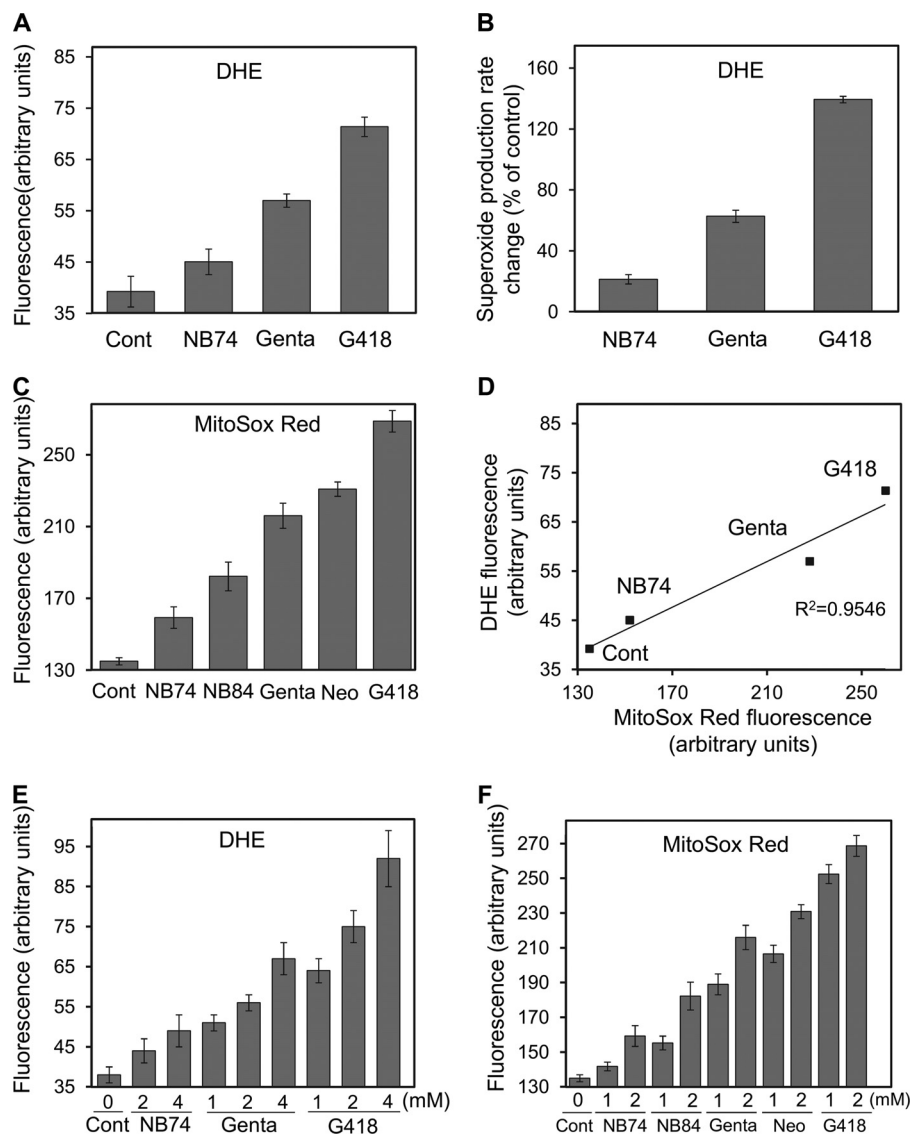 A
Fluorescence(arbitrary units)
85
75
65
55
45
35
DHE
Cont NB74 Genta G418
B
Superoxide production rate
change (% of control)
160
120
80
40
0
DHE
NB74 Genta G418
C
Fluorescence (arbitrary units)
250
210
170
130
MitoSox Red
Cont NB74 NB84 Genta Neo G418
D
DHE fluorescence
(arbitrary units)
85
75
65
55
45
35
G418
Genta
NB74
R²=0.9546
Cont
130 170 210 250
MitoSox Red fluorescence
(arbitrary units)
E
Fluorescence (arbitrary units)
95
85
75
65
55
45
35
DHE
0 2 4 1 2 4 1 2 4 (mM)
Cont NB74 Genta G418
F
Fluorescence (arbitrary units)
270
250
230
210
190
170
150
130
MitoSox Red
0 1 2 1 2 1 2 1 2 1 2 (mM)
Cont NB74 NB84 Genta Neo G418